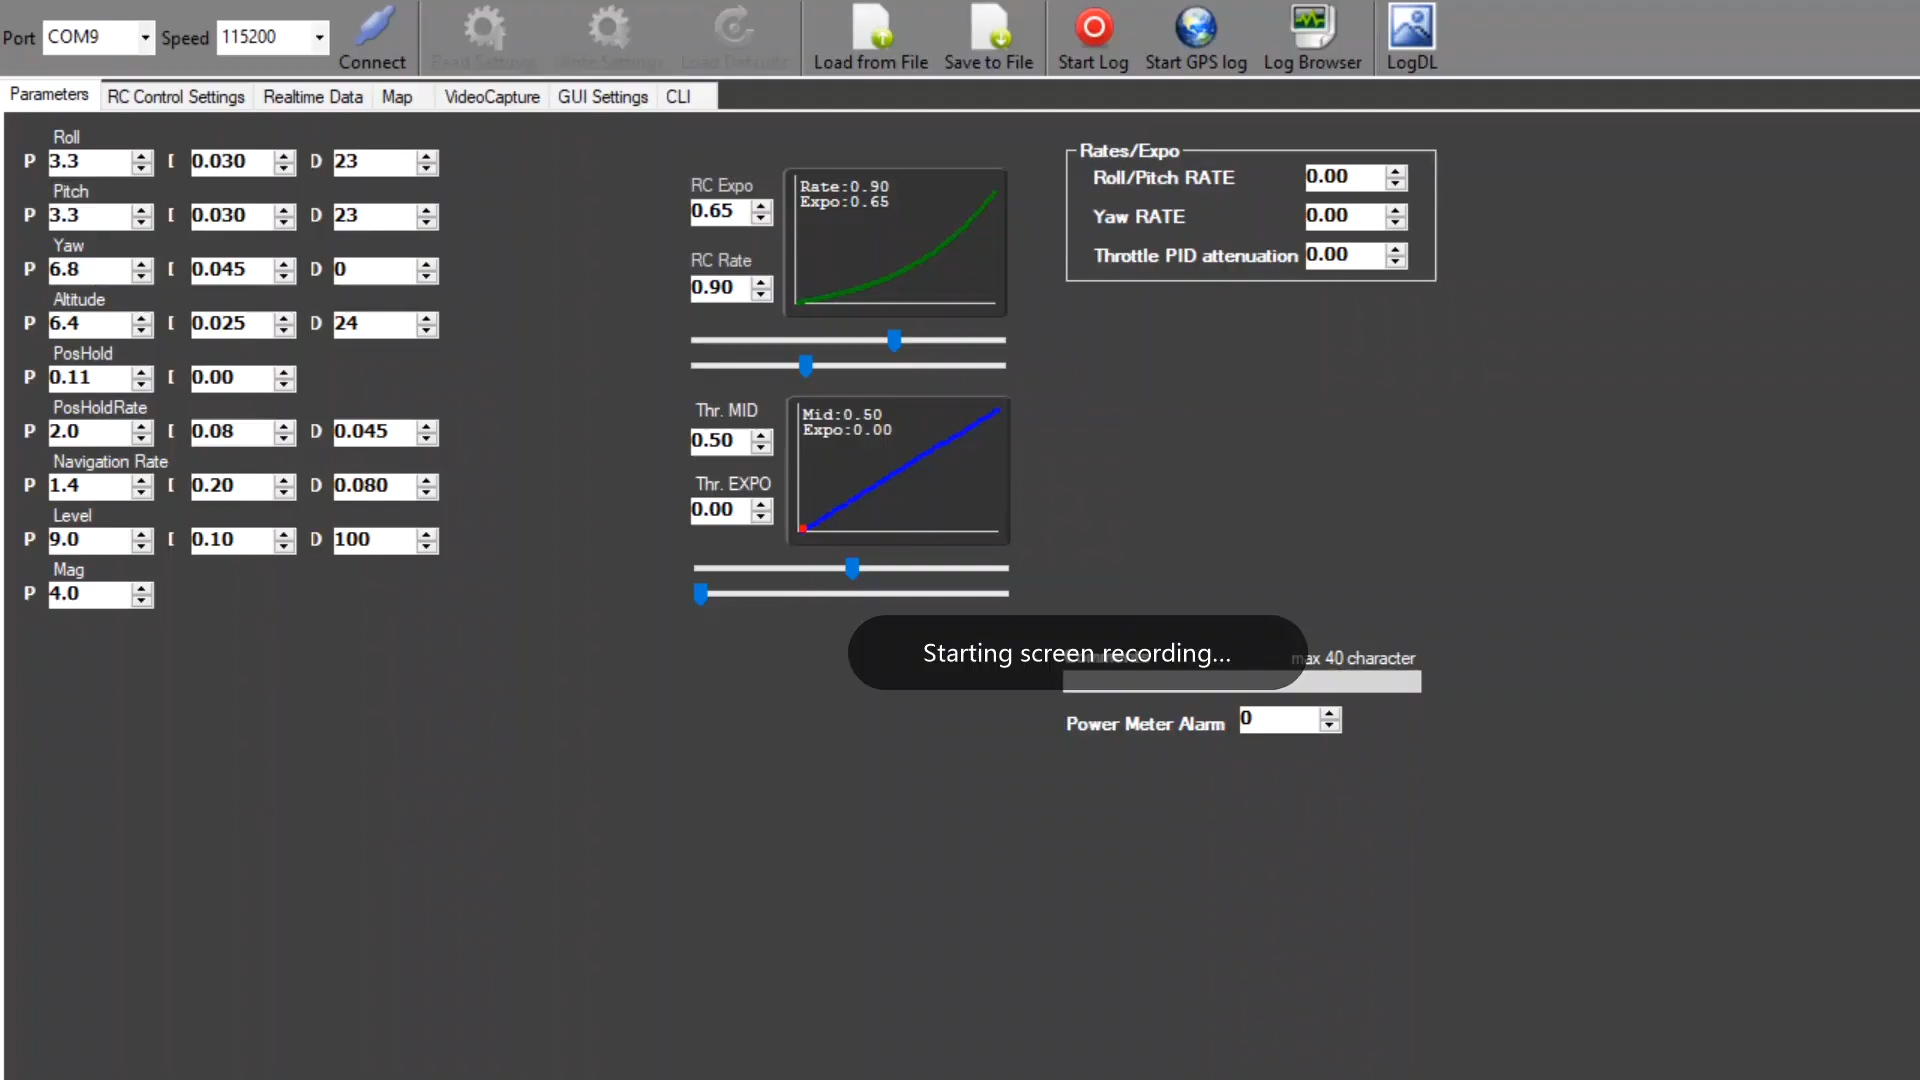 Port COM9 Speed 115200 Connect Read Settings Write Settings Load Defaults Load from File Save to File Start Log Start GPS log Log Browser LogDL
Parameters RC Control Settings Realtime Data Map VideoCapture GUI Settings CLI
Roll
P 3.3 I 0.030 D 23
Pitch
P 3.3 I 0.030 D 23
Yaw
P 6.8 I 0.045 D 0
Altitude
P 6.4 I 0.025 D 24
PosHold
P 0.11 I 0.00
PosHoldRate
P 2.0 I 0.08 D 0.045
Navigation Rate
P 1.4 I 0.20 D 0.080
Level
P 9.0 I 0.10 D 100
Mag
P 4.0
RC Expo
0.65
RC Rate
0.90
Rate:0.90
Expo:0.65
Thr. MID
0.50
Thr. EXPO
0.00
Mid:0.50
Expo:0.00
Rates/Expo
Roll/Pitch RATE 0.00
Yaw RATE 0.00
Throttle PID attenuation 0.00
Starting screen recording...
max 40 character
Power Meter Alarm 0